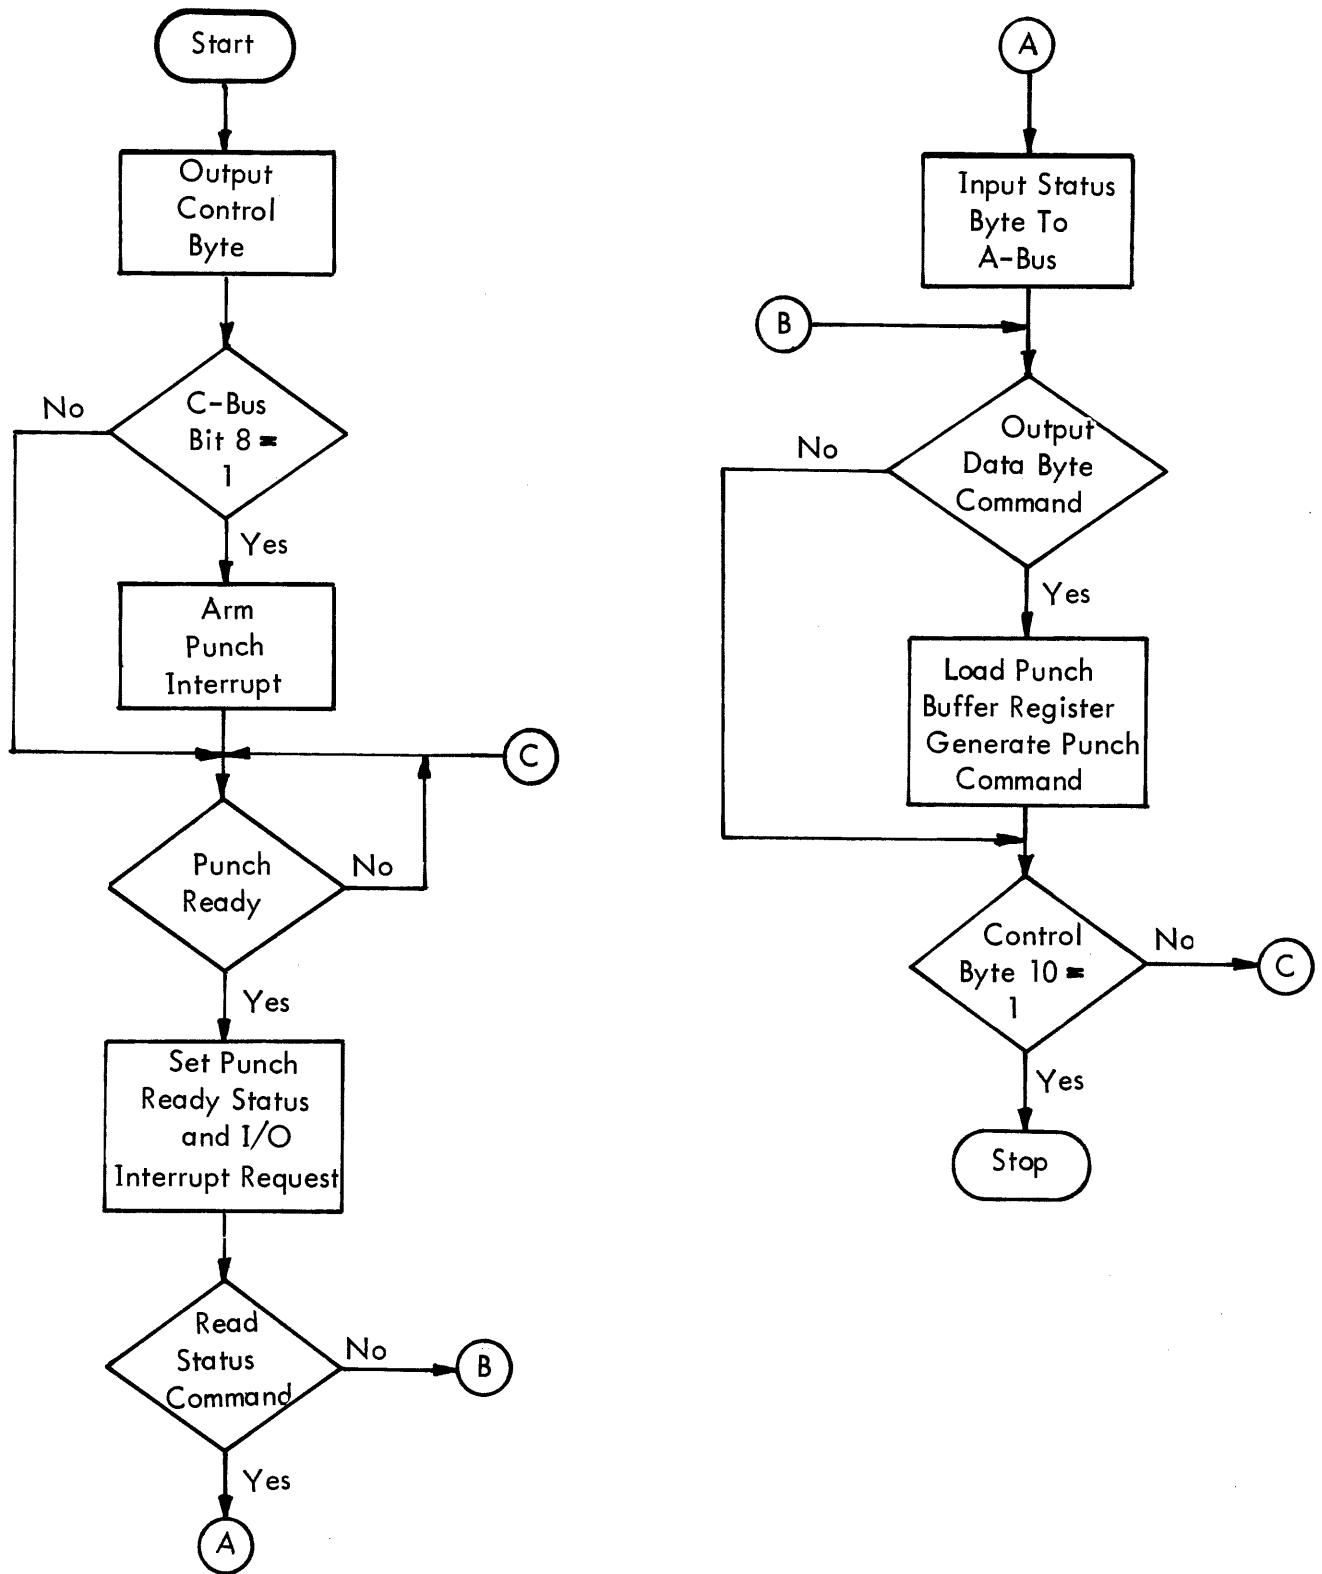 Start
Output
Control
Byte
No
C-Bus
Bit 8 =
1
Yes
Arm
Punch
Interrupt
C
Punch
Ready
No
Yes
Set Punch
Ready Status
and I/O
Interrupt Request
Read
Status
Command
No
B
Yes
A
A
Input Status
Byte To
A-Bus
B
Output
Data Byte
Command
No
Yes
Load Punch
Buffer Register
Generate Punch
Command
Control
Byte 10 =
1
No
C
Yes
Stop